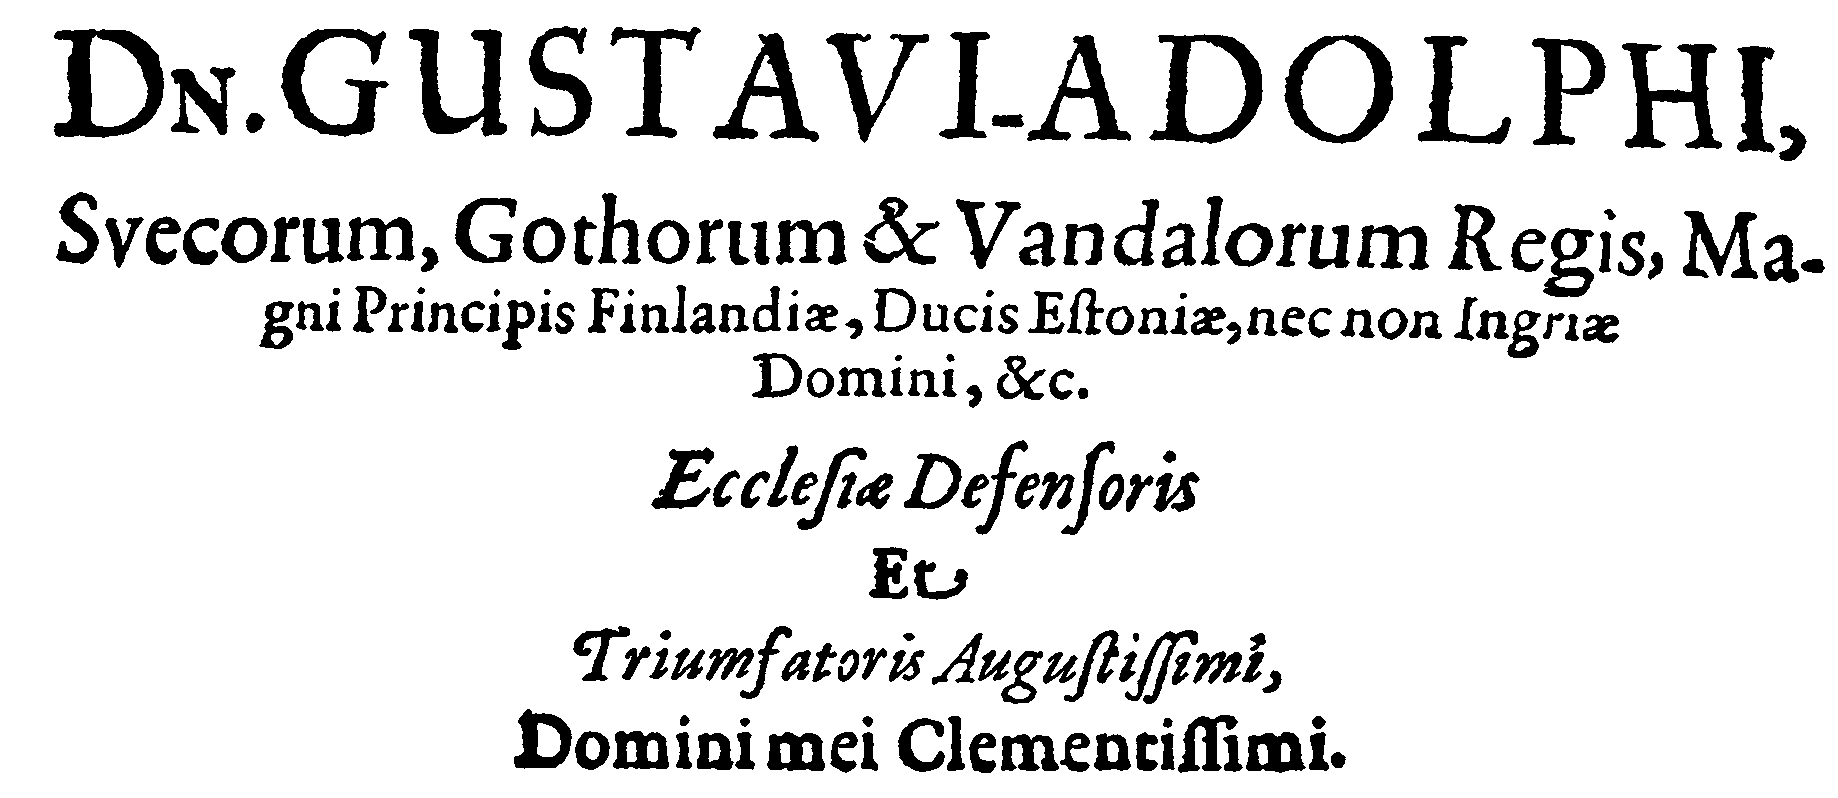 DN. GUSTAVI-ADOLPHI,
Svecorum, Gothorum & Vandalorum Regis, Ma-
gni Principis Finlandiæ, Ducis Eſtoniæ, nec non Ingriæ
Domini, &c.
Eccleſiæ Defenſoris
Et
Triumfatoris Auguſtiſſimi,
Domini mei Clementiſſimi.